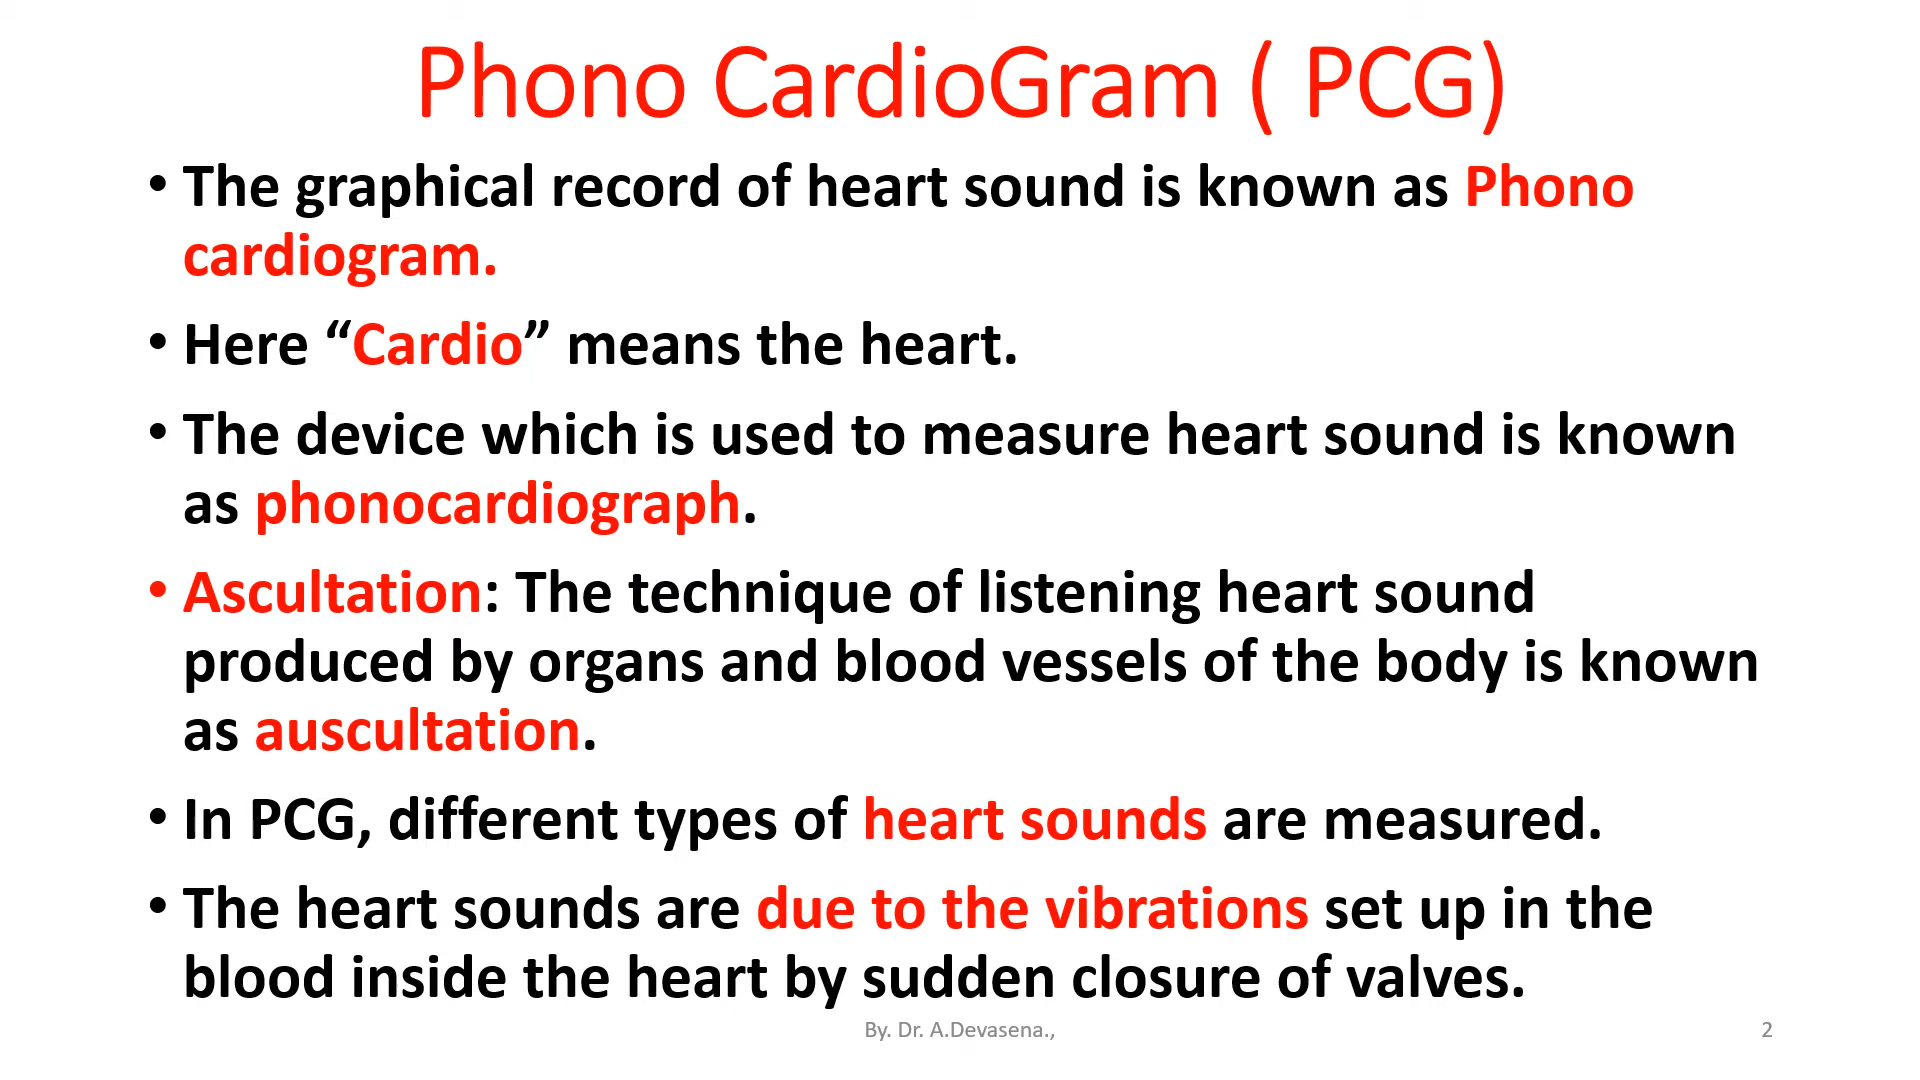 Phono CardioGram ( PCG)
• The graphical record of heart sound is known as Phono
cardiogram.
• Here “Cardio” means the heart.
• The device which is used to measure heart sound is known
as phonocardiograph.
• Ascultation: The technique of listening heart sound
produced by organs and blood vessels of the body is known
as auscultation.
• In PCG, different types of heart sounds are measured.
• The heart sounds are due to the vibrations set up in the
blood inside the heart by sudden closure of valves.
By. Dr. A.Devasena.,
2